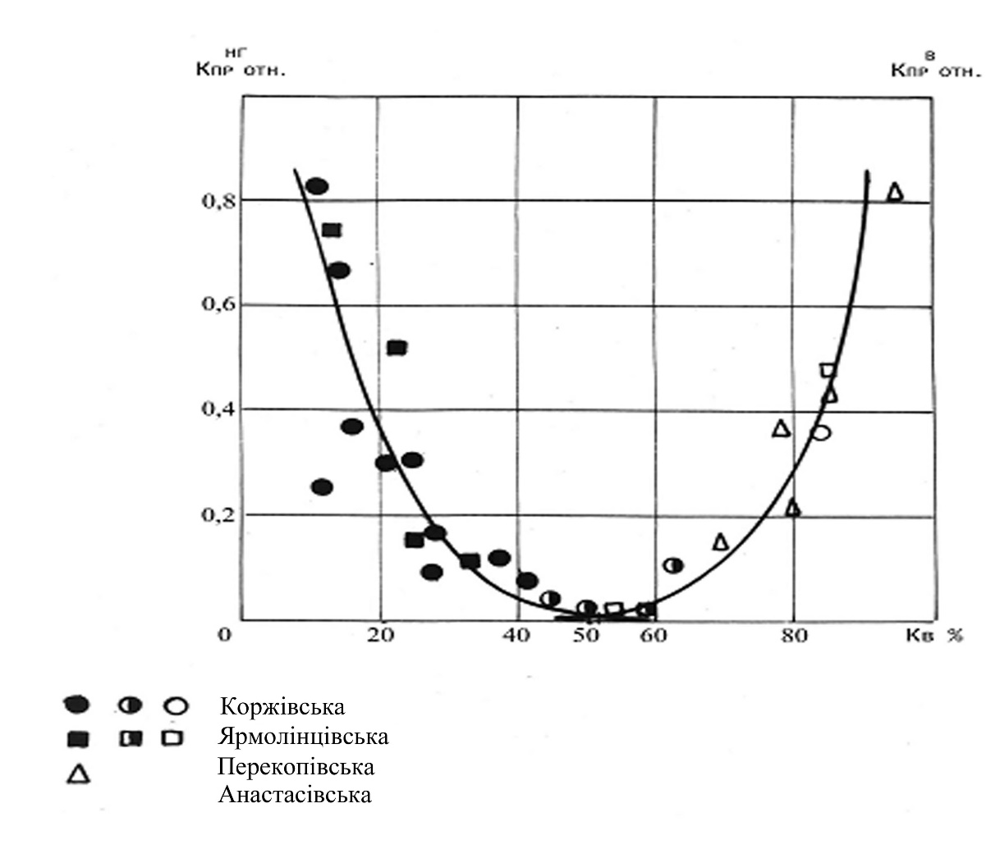 нг
Кпр отн.
в
Кпр отн.
0,8
0,6
0,4
0,2
0 20 40 50 60 80 Кв %
Коржівська
Ярмолінцівська
Перекопівська
Анастасівська